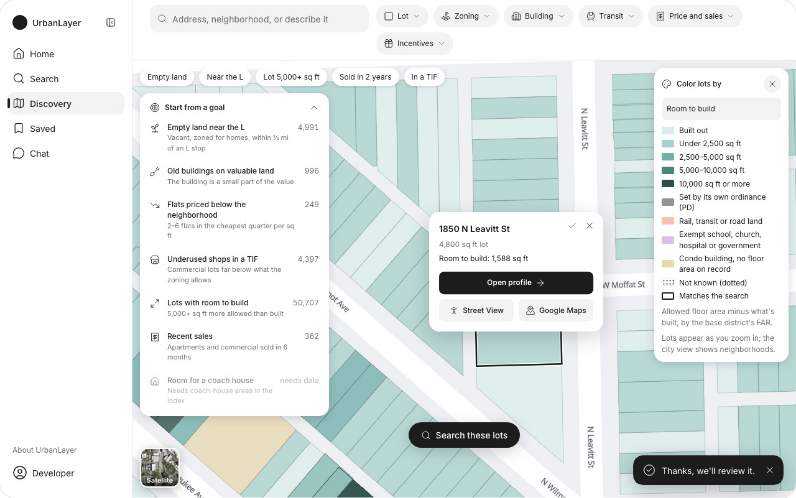 UrbanLayer
Home
Search
Discovery
Saved
Chat
About UrbanLayer
Developer
Address, neighborhood, or describe it
Lot
Zoning
Building
Transit
Price and sales
Incentives
Empty land
Near the L
Lot 5,000+ sq ft
Sold in 2 years
In a TIF
Start from a goal
Empty land near the L 4,991
Vacant, zoned for homes, within ½ mi
of an L stop
Old buildings on valuable land 996
The building is a small part of the value
Flats priced below the 249
neighborhood
2–6 flats in the cheapest quarter per sq
ft
Underused shops in a TIF 4,397
Commercial lots far below what the
zoning allows
Lots with room to build 50,707
5,000+ sq ft more allowed than built
Recent sales 362
Apartments and commercial sold in 6
months
Room for a coach house needs data
Needs coach-house areas in the
index
Satellite
N Leavitt St
1850 N Leavitt St
4,800 sq ft lot
Room to build: 1,588 sq ft
Open profile
Street View
Google Maps
W Moffat St
N Leavitt St
Search these lots
Color lots by
Room to build
Built out
Under 2,500 sq ft
2,500–5,000 sq ft
5,000–10,000 sq ft
10,000 sq ft or more
Set by its own ordinance
(PD)
Rail, transit or road land
Exempt school, church,
hospital or government
Condo building, no floor
area on record
Not known (dotted)
Matches the search
Allowed floor area minus what's
built, by the base district's FAR.
Lots appear as you zoom in; the
city view shows neighborhoods.
Thanks, we'll review it.